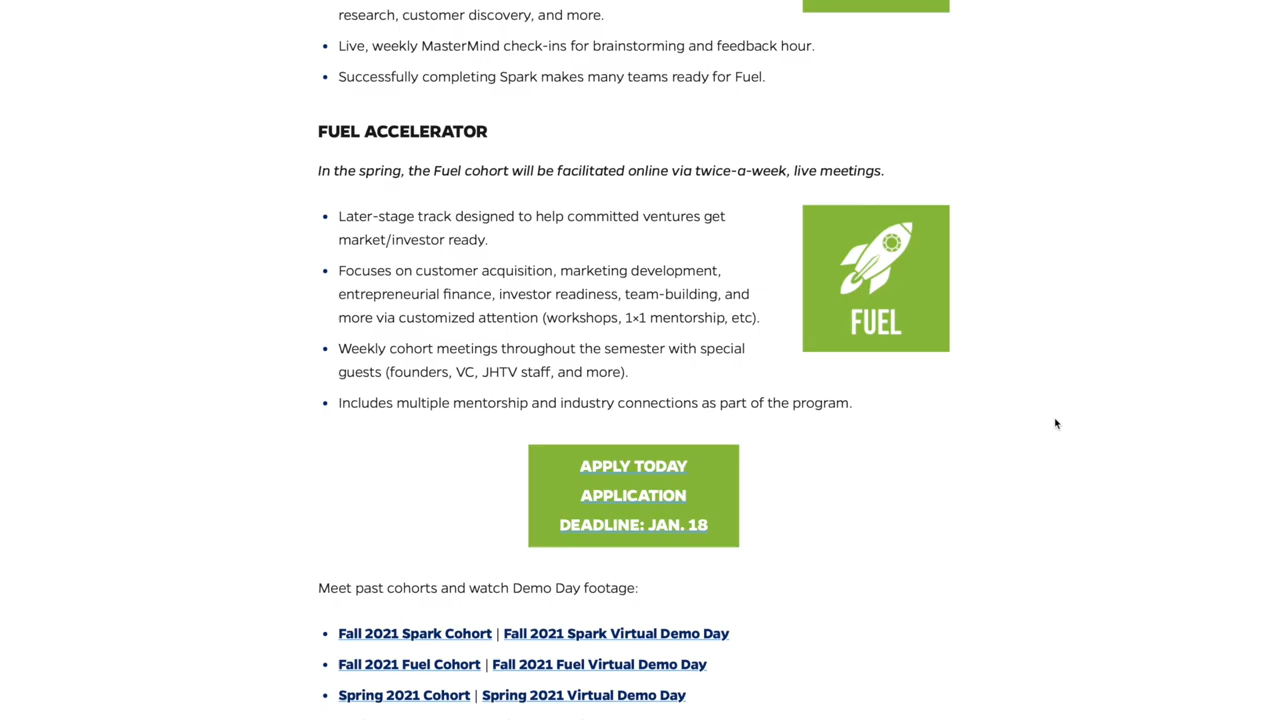 research, customer discovery, and more.
• Live, weekly MasterMind check-ins for brainstorming and feedback hour.
• Successfully completing Spark makes many teams ready for Fuel.
FUEL ACCELERATOR
In the spring, the Fuel cohort will be facilitated online via twice-a-week, live meetings.
• Later-stage track designed to help committed ventures get
market/investor ready.
• Focuses on customer acquisition, marketing development,
entrepreneurial finance, investor readiness, team-building, and
more via customized attention (workshops, 1×1 mentorship, etc).
FUEL
• Weekly cohort meetings throughout the semester with special
guests (founders, VC, JHTV staff, and more).
• Includes multiple mentorship and industry connections as part of the program.
APPLY TODAY
APPLICATION
DEADLINE: JAN. 18
Meet past cohorts and watch Demo Day footage:
• Fall 2021 Spark Cohort | Fall 2021 Spark Virtual Demo Day
• Fall 2021 Fuel Cohort | Fall 2021 Fuel Virtual Demo Day
• Spring 2021 Cohort | Spring 2021 Virtual Demo Day